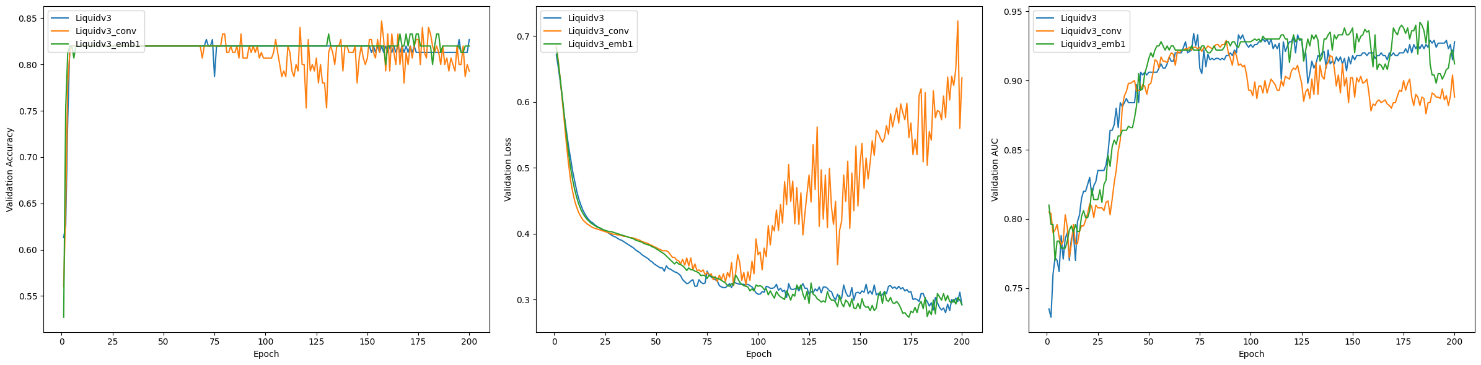 Liquidv3
Liquidv3_conv
Liquidv3_emb1
Validation Accuracy
0.85
0.80
0.75
0.70
0.65
0.60
0.55
0 25 50 75 100 125 150 175 200
Epoch
Liquidv3
Liquidv3_conv
Liquidv3_emb1
Validation Loss
0.7
0.6
0.5
0.4
0.3
0 25 50 75 100 125 150 175 200
Epoch
Liquidv3
Liquidv3_conv
Liquidv3_emb1
Validation AUC
0.95
0.90
0.85
0.80
0.75
0 25 50 75 100 125 150 175 200
Epoch